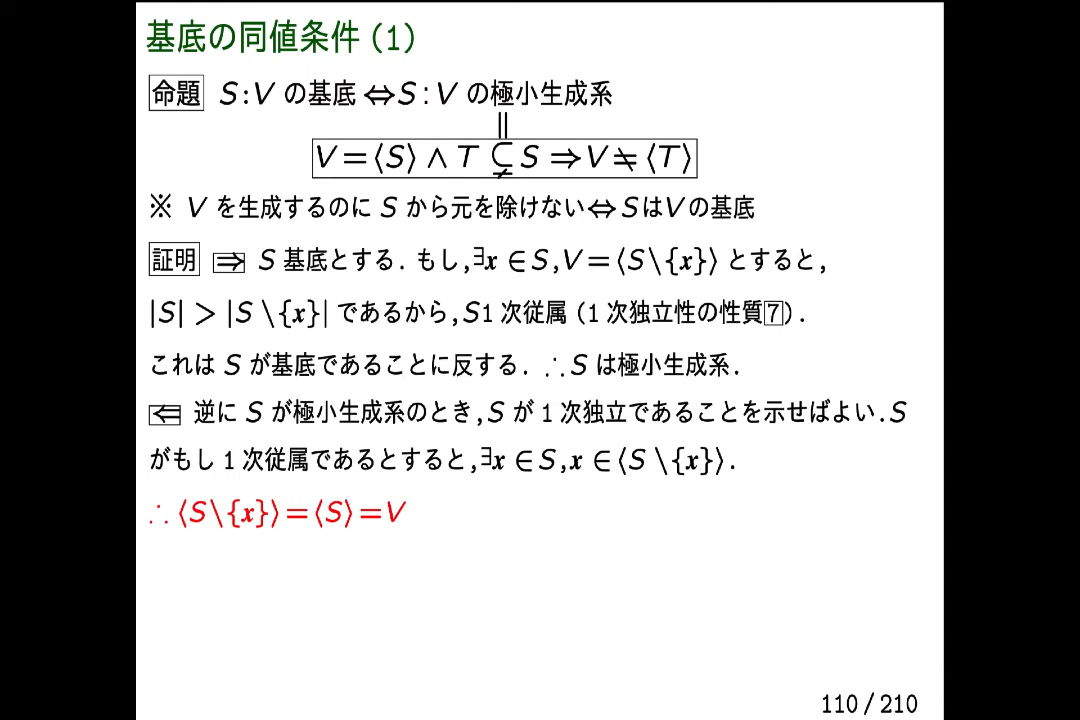 基底の同値条件 (1)
命題 S : V の基底 ⇔ S : V の極小生成系
||
V = ⟨S⟩ ∧ T ⊊ S ⇒ V ≠ ⟨T⟩
※ V を生成するのに S から元を除けない ⇔ S は V の基底
証明 ⇒ S 基底とする. もし, ∃x ∈ S, V = ⟨S \ {x}⟩ とすると,
|S| > |S \ {x}| であるから, S 1 次従属 (1 次独立性の性質7).
これは S が基底であることに反する. ∴ S は極小生成系.
⇐ 逆に S が極小生成系のとき, S が 1 次独立であることを示せばよい. S
がもし 1 次従属であるとすると, ∃x ∈ S, x ∈ ⟨S \ {x}⟩.
∴ ⟨S \ {x}⟩ = ⟨S⟩ = V
110 / 210